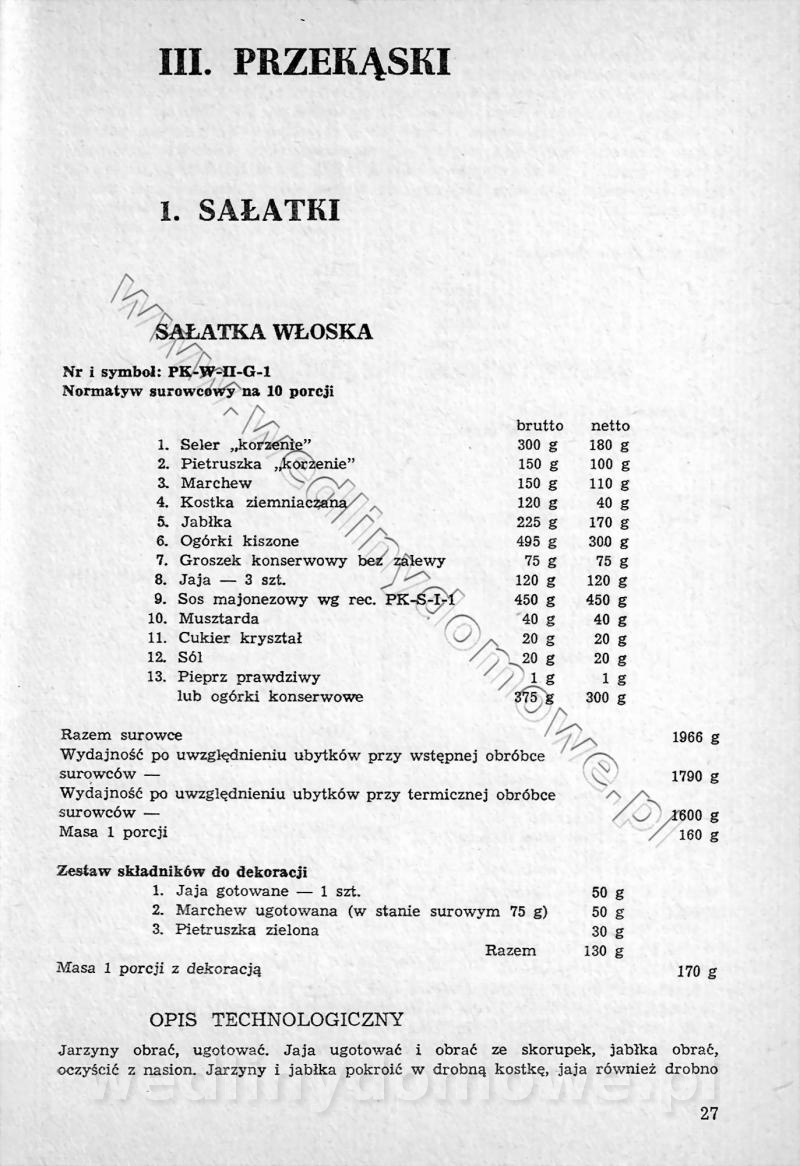 III. PRZEKĄSKI
1. SAŁATKI
SAŁATKA WŁOSKA
Nr i symbol: PK-W-II-G-1
Normatyw surowcowy na 10 porcji
brutto netto
1. Seler „korzenie” 300 g 180 g
2. Pietruszka „korzenie” 150 g 100 g
3. Marchew 150 g 110 g
4. Kostka ziemniaczana 120 g 40 g
5. Jabłka 225 g 170 g
6. Ogórki kiszone 495 g 300 g
7. Groszek konserwowy bez zalewy 75 g 75 g
8. Jaja — 3 szt. 120 g 120 g
9. Sos majonezowy wg rec. PK-S-I-1 450 g 450 g
10. Musztarda 40 g 40 g
11. Cukier kryształ 20 g 20 g
12. Sól 20 g 20 g
13. Pieprz prawdziwy 1 g 1 g
lub ogórki konserwowe 375 g 300 g
Razem surowce 1966 g
Wydajność po uwzględnieniu ubytków przy wstępnej obróbce
surowców — 1790 g
Wydajność po uwzględnieniu ubytków przy termicznej obróbce
surowców — 1600 g
Masa 1 porcji 160 g
Zestaw składników do dekoracji
1. Jaja gotowane — 1 szt. 50 g
2. Marchew ugotowana (w stanie surowym 75 g) 50 g
3. Pietruszka zielona 30 g
Razem 130 g
Masa 1 porcji z dekoracją 170 g
OPIS TECHNOLOGICZNY
Jarzyny obrać, ugotować. Jaja ugotować i obrać ze skorupek, jabłka obrać,
oczyścić z nasion. Jarzyny i jabłka pokroić w drobną kostkę, jaja również drobno
27
www.wedlinydomowe.pl
wedlinydomowe.pl